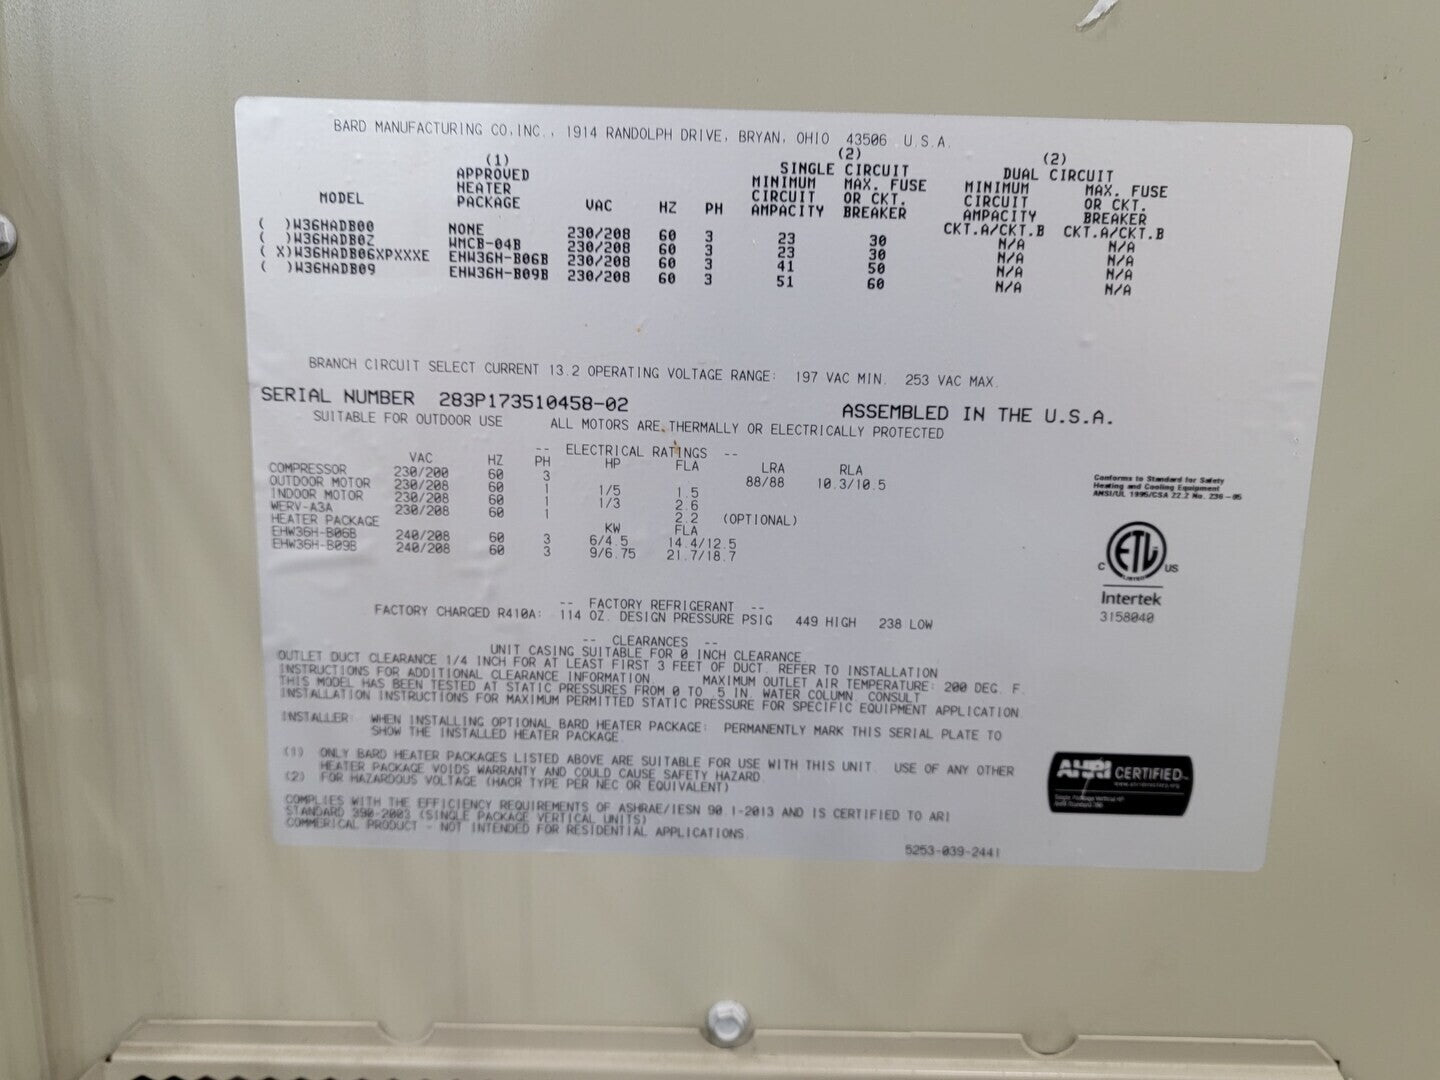 BARD MANUFACTURING CO,INC., 1914 RANDOLPH DRIVE, BRYAN, OHIO 43506 U.S.A.
(1) (2) (2)
APPROVED SINGLE CIRCUIT DUAL CIRCUIT
HEATER MINIMUM MAX. FUSE MINIMUM MAX. FUSE
MODEL PACKAGE VAC HZ PH CIRCUIT OR CKT. CIRCUIT OR CKT.
AMPACITY BREAKER AMPACITY BREAKER
CKT.A/CKT.B CKT.A/CKT.B
( )W36HADB00 NONE 230/208 60 3 23 30 N/A N/A
( )W36HADB0Z WMCB-04B 230/208 60 3 23 30 N/A N/A
( X)W36HADB06XPXXXE EHW36H-B06B 230/208 60 3 41 50 N/A N/A
( )W36HADB09 EHW36H-B09B 230/208 60 3 51 60 N/A N/A
BRANCH CIRCUIT SELECT CURRENT 13.2 OPERATING VOLTAGE RANGE: 197 VAC MIN. 253 VAC MAX.
SERIAL NUMBER 283P173510458-02 ASSEMBLED IN THE U.S.A.
SUITABLE FOR OUTDOOR USE ALL MOTORS ARE THERMALLY OR ELECTRICALLY PROTECTED
-- ELECTRICAL RATINGS --
VAC HZ PH HP FLA LRA RLA
COMPRESSOR 230/200 60 3 88/88 10.3/10.5
OUTDOOR MOTOR 230/208 60 1 1/5 1.5
INDOOR MOTOR 230/208 60 1 1/3 2.6
WERV-A3A 230/208 60 1 2.2 (OPTIONAL)
HEATER PACKAGE KW FLA
EHW36H-B06B 240/208 60 3 6/4.5 14.4/12.5
EHW36H-B09B 240/208 60 3 9/6.75 21.7/18.7
Conforms to Standard for Safety
Heating and Cooling Equipment
ANSI/UL 1995/CSA 22.2 No. 236-05
ETL
LISTED
C US
Intertek
3158040
-- FACTORY REFRIGERANT --
FACTORY CHARGED R410A: 114 OZ. DESIGN PRESSURE PSIG 449 HIGH 238 LOW
-- CLEARANCES --
UNIT CASING SUITABLE FOR 0 INCH CLEARANCE
OUTLET DUCT CLEARANCE 1/4 INCH FOR AT LEAST FIRST 3 FEET OF DUCT. REFER TO INSTALLATION
INSTRUCTIONS FOR ADDITIONAL CLEARANCE INFORMATION MAXIMUM OUTLET AIR TEMPERATURE: 200 DEG. F.
THIS MODEL HAS BEEN TESTED AT STATIC PRESSURES FROM 0 TO .5 IN. WATER COLUMN. CONSULT
INSTALLATION INSTRUCTIONS FOR MAXIMUM PERMITTED STATIC PRESSURE FOR SPECIFIC EQUIPMENT APPLICATION.
INSTALLER: WHEN INSTALLING OPTIONAL BARD HEATER PACKAGE: PERMANENTLY MARK THIS SERIAL PLATE TO
SHOW THE INSTALLED HEATER PACKAGE.
(1) ONLY BARD HEATER PACKAGES LISTED ABOVE ARE SUITABLE FOR USE WITH THIS UNIT. USE OF ANY OTHER
HEATER PACKAGE VOIDS WARRANTY AND COULD CAUSE SAFETY HAZARD.
(2) FOR HAZARDOUS VOLTAGE (HACR TYPE PER NEC OR EQUIVALENT)
COMPLIES WITH THE EFFICIENCY REQUIREMENTS OF ASHRAE/IESN 90.1-2013 AND IS CERTIFIED TO ARI
STANDARD 390-2003 (SINGLE PACKAGE VERTICAL UNITS)
COMMERICAL PRODUCT - NOT INTENDED FOR RESIDENTIAL APPLICATIONS.
AHRI CERTIFIED
5253-039-2441